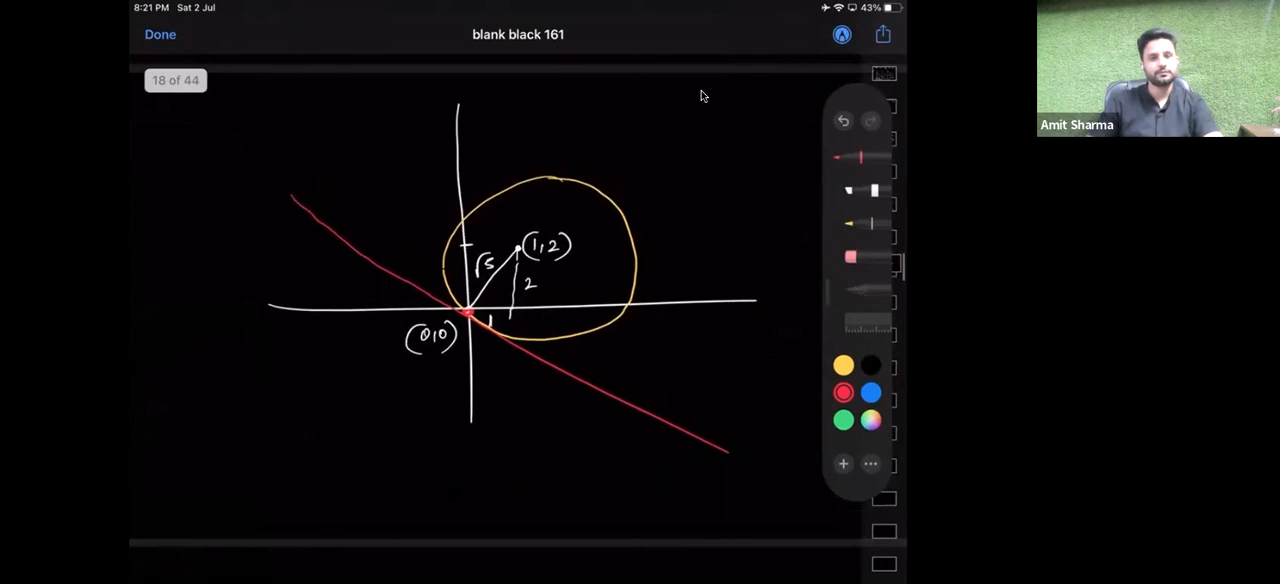 8:21 PM Sat 2 Jul
43%
Done
blank black 161
18 of 44
Amit Sharma
(1,2)
√5
2
1
(0,0)